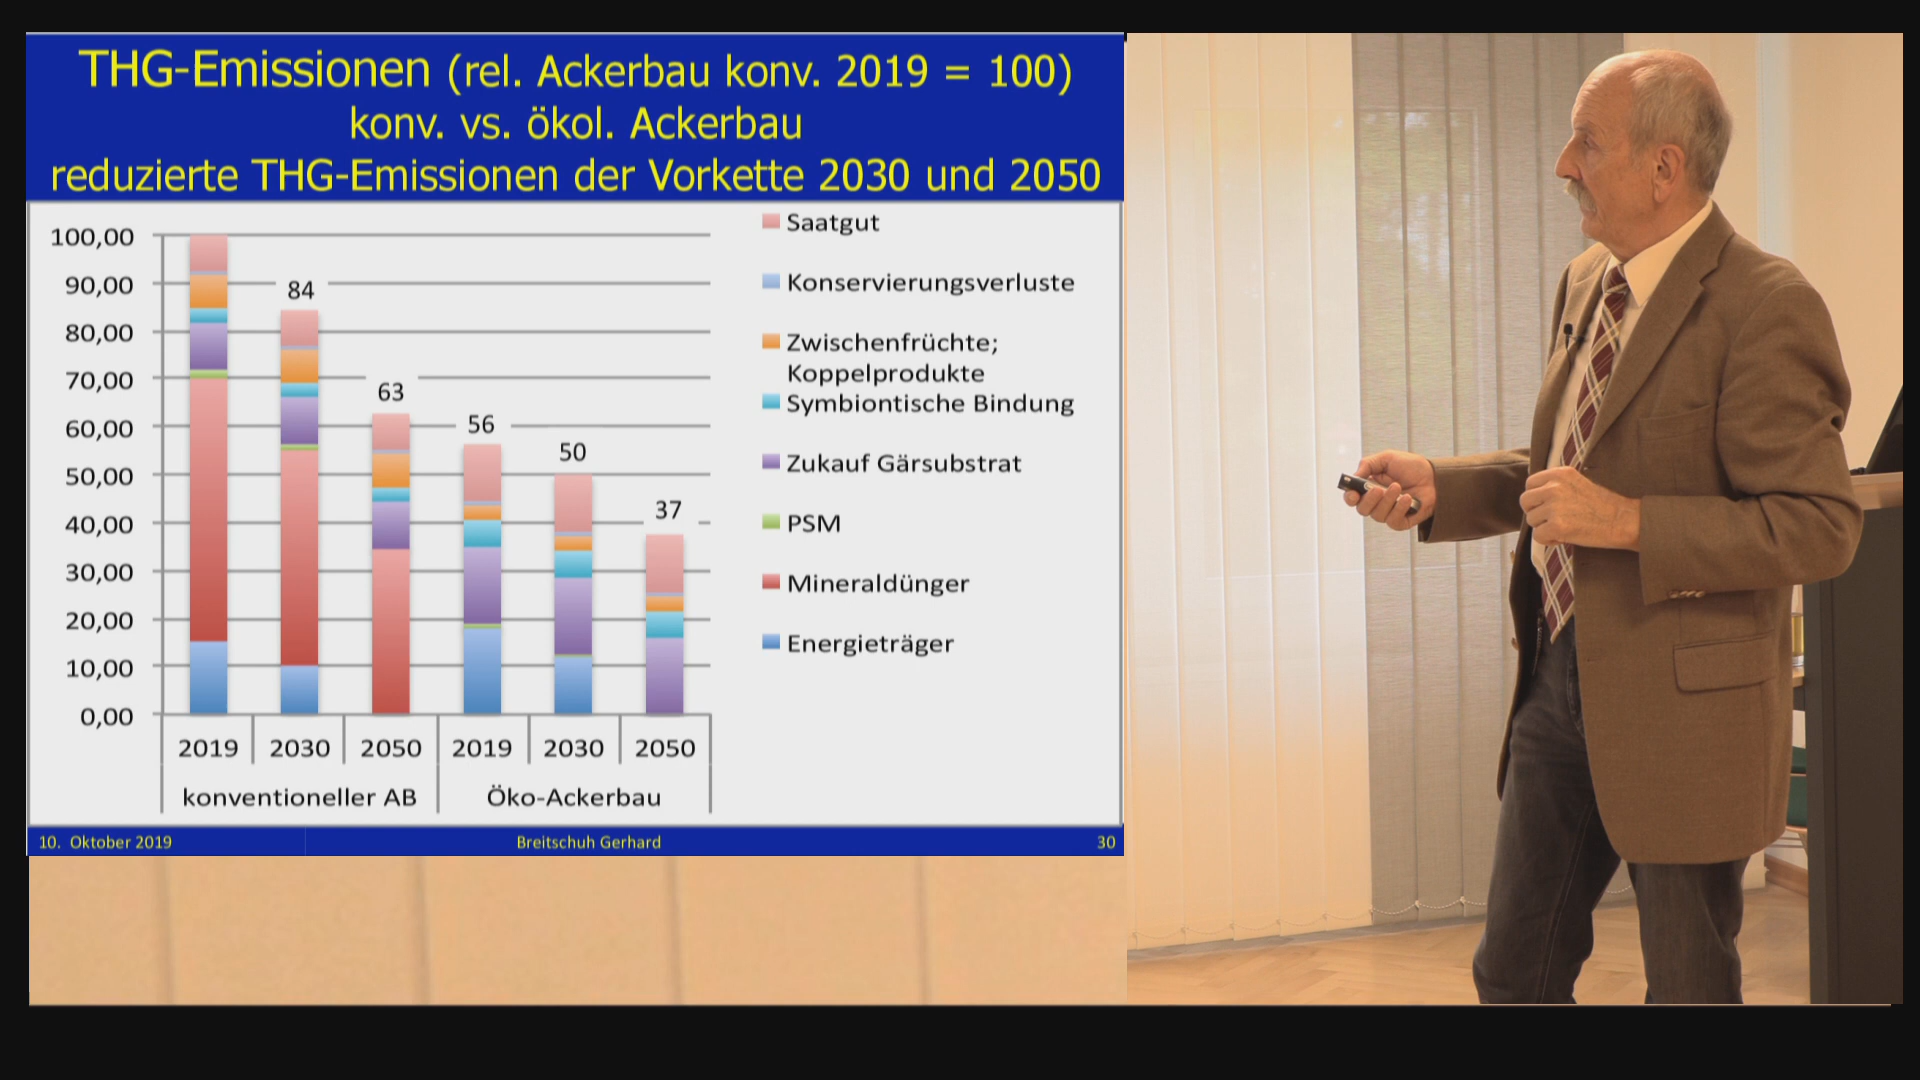 THG-Emissionen (rel. Ackerbau konv. 2019 = 100)
konv. vs. ökol. Ackerbau
reduzierte THG-Emissionen der Vorkette 2030 und 2050
100,00
90,00
80,00
70,00
60,00
50,00
40,00
30,00
20,00
10,00
0,00
84
63
56
50
37
2019 2030 2050 2019 2030 2050
konventioneller AB Öko-Ackerbau
Saatgut
Konservierungsverluste
Zwischenfrüchte;
Koppelprodukte
Symbiontische Bindung
Zukauf Gärsubstrat
PSM
Mineraldünger
Energieträger
10. Oktober 2019 Breitschuh Gerhard 30